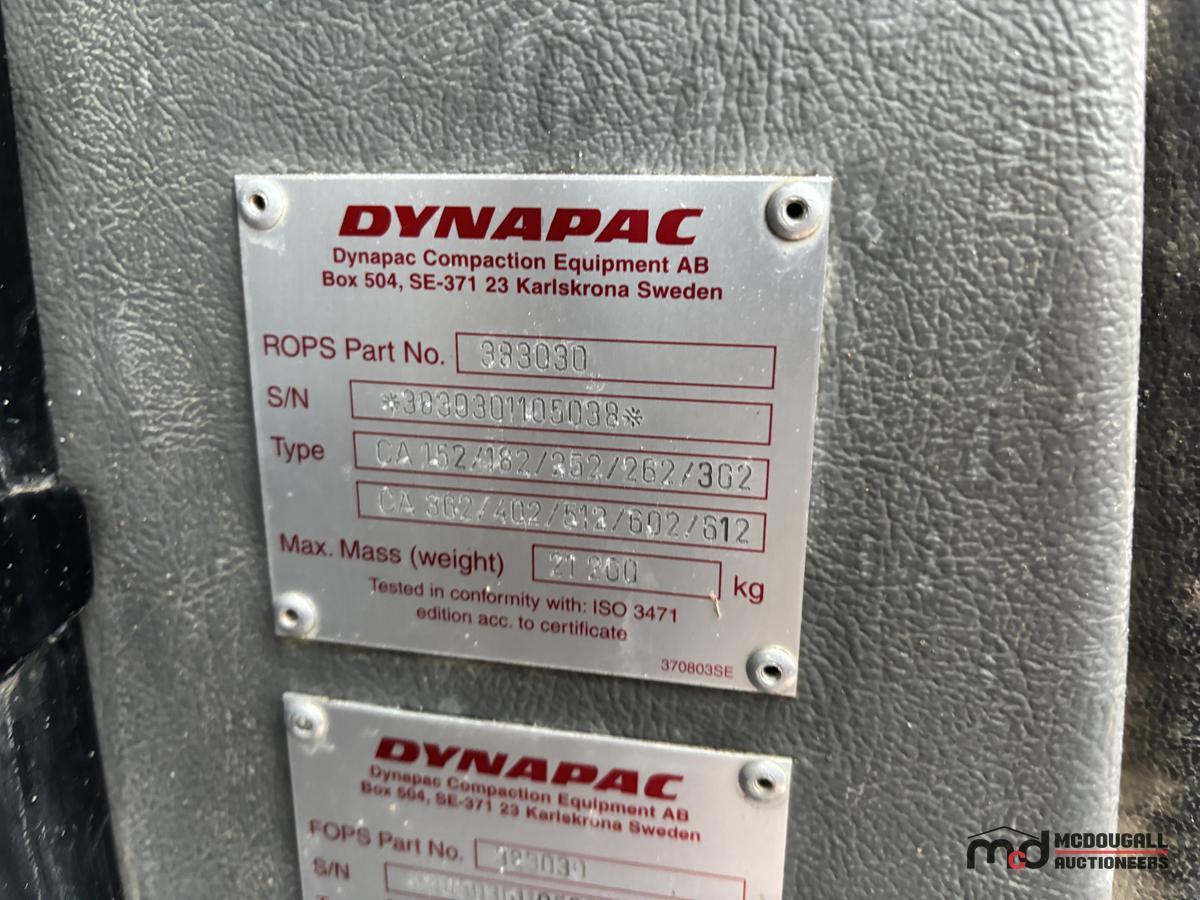 DYNAPAC
Dynapac Compaction Equipment AB
Box 504, SE-371 23 Karlskrona Sweden
ROPS Part No. 383030
S/N *3830301105038*
Type CA 152/182/252/262/302
CA 362/402/512/602/612
Max. Mass (weight) 21 200 kg
Tested in conformity with: ISO 3471
edition acc. to certificate
370803SE
DYNAPAC
Dynapac Compaction Equipment AB
Box 504, SE-371 23 Karlskrona Sweden
FOPS Part No. 383030
S/N
mcd MCDOUGALL
AUCTIONEERS